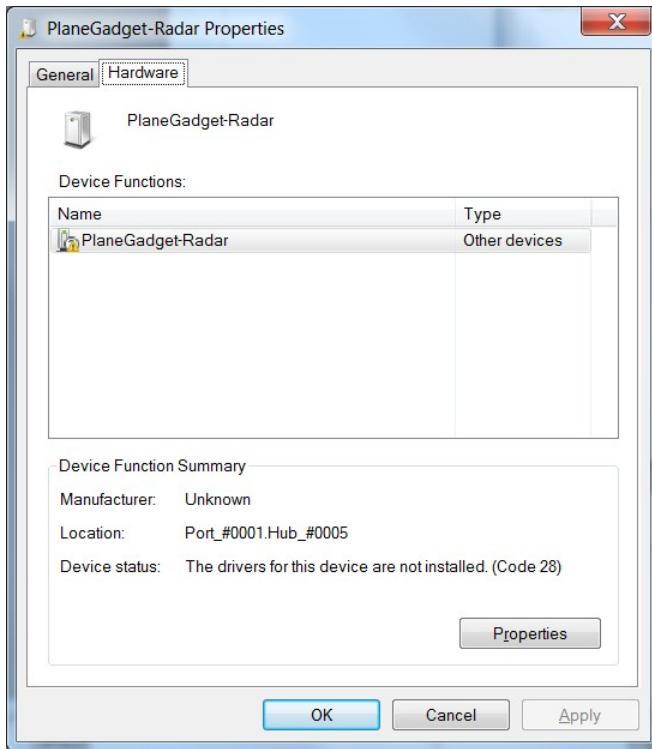 PlaneGadget-Radar Properties
General Hardware
PlaneGadget-Radar
Device Functions:
Name Type
PlaneGadget-Radar Other devices
Device Function Summary
Manufacturer: Unknown
Location: Port_#0001.Hub_#0005
Device status: The drivers for this device are not installed. (Code 28)
Properties
OK Cancel Apply